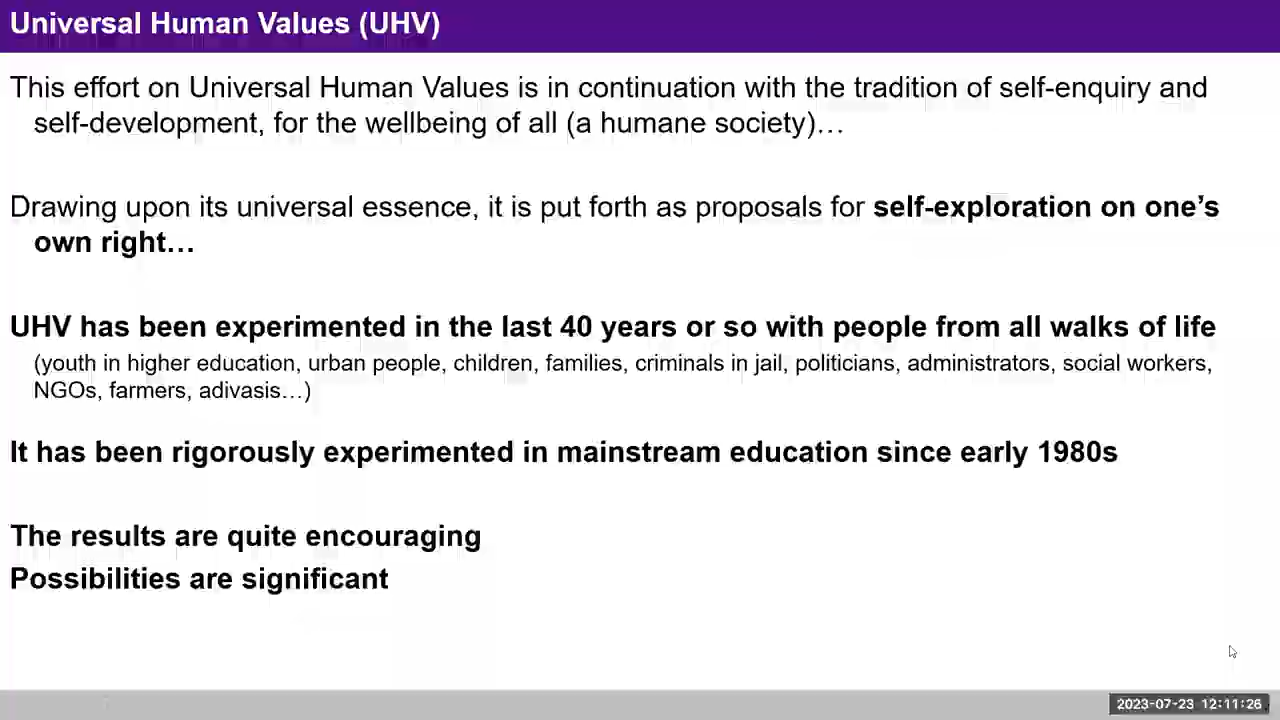 Universal Human Values (UHV)
This effort on Universal Human Values is in continuation with the tradition of self-enquiry and
self-development, for the wellbeing of all (a humane society)…
Drawing upon its universal essence, it is put forth as proposals for self-exploration on one’s
own right…
UHV has been experimented in the last 40 years or so with people from all walks of life
(youth in higher education, urban people, children, families, criminals in jail, politicians, administrators, social workers,
NGOs, farmers, adivasis…)
It has been rigorously experimented in mainstream education since early 1980s
The results are quite encouraging
Possibilities are significant
2023-07-23 12:11:26